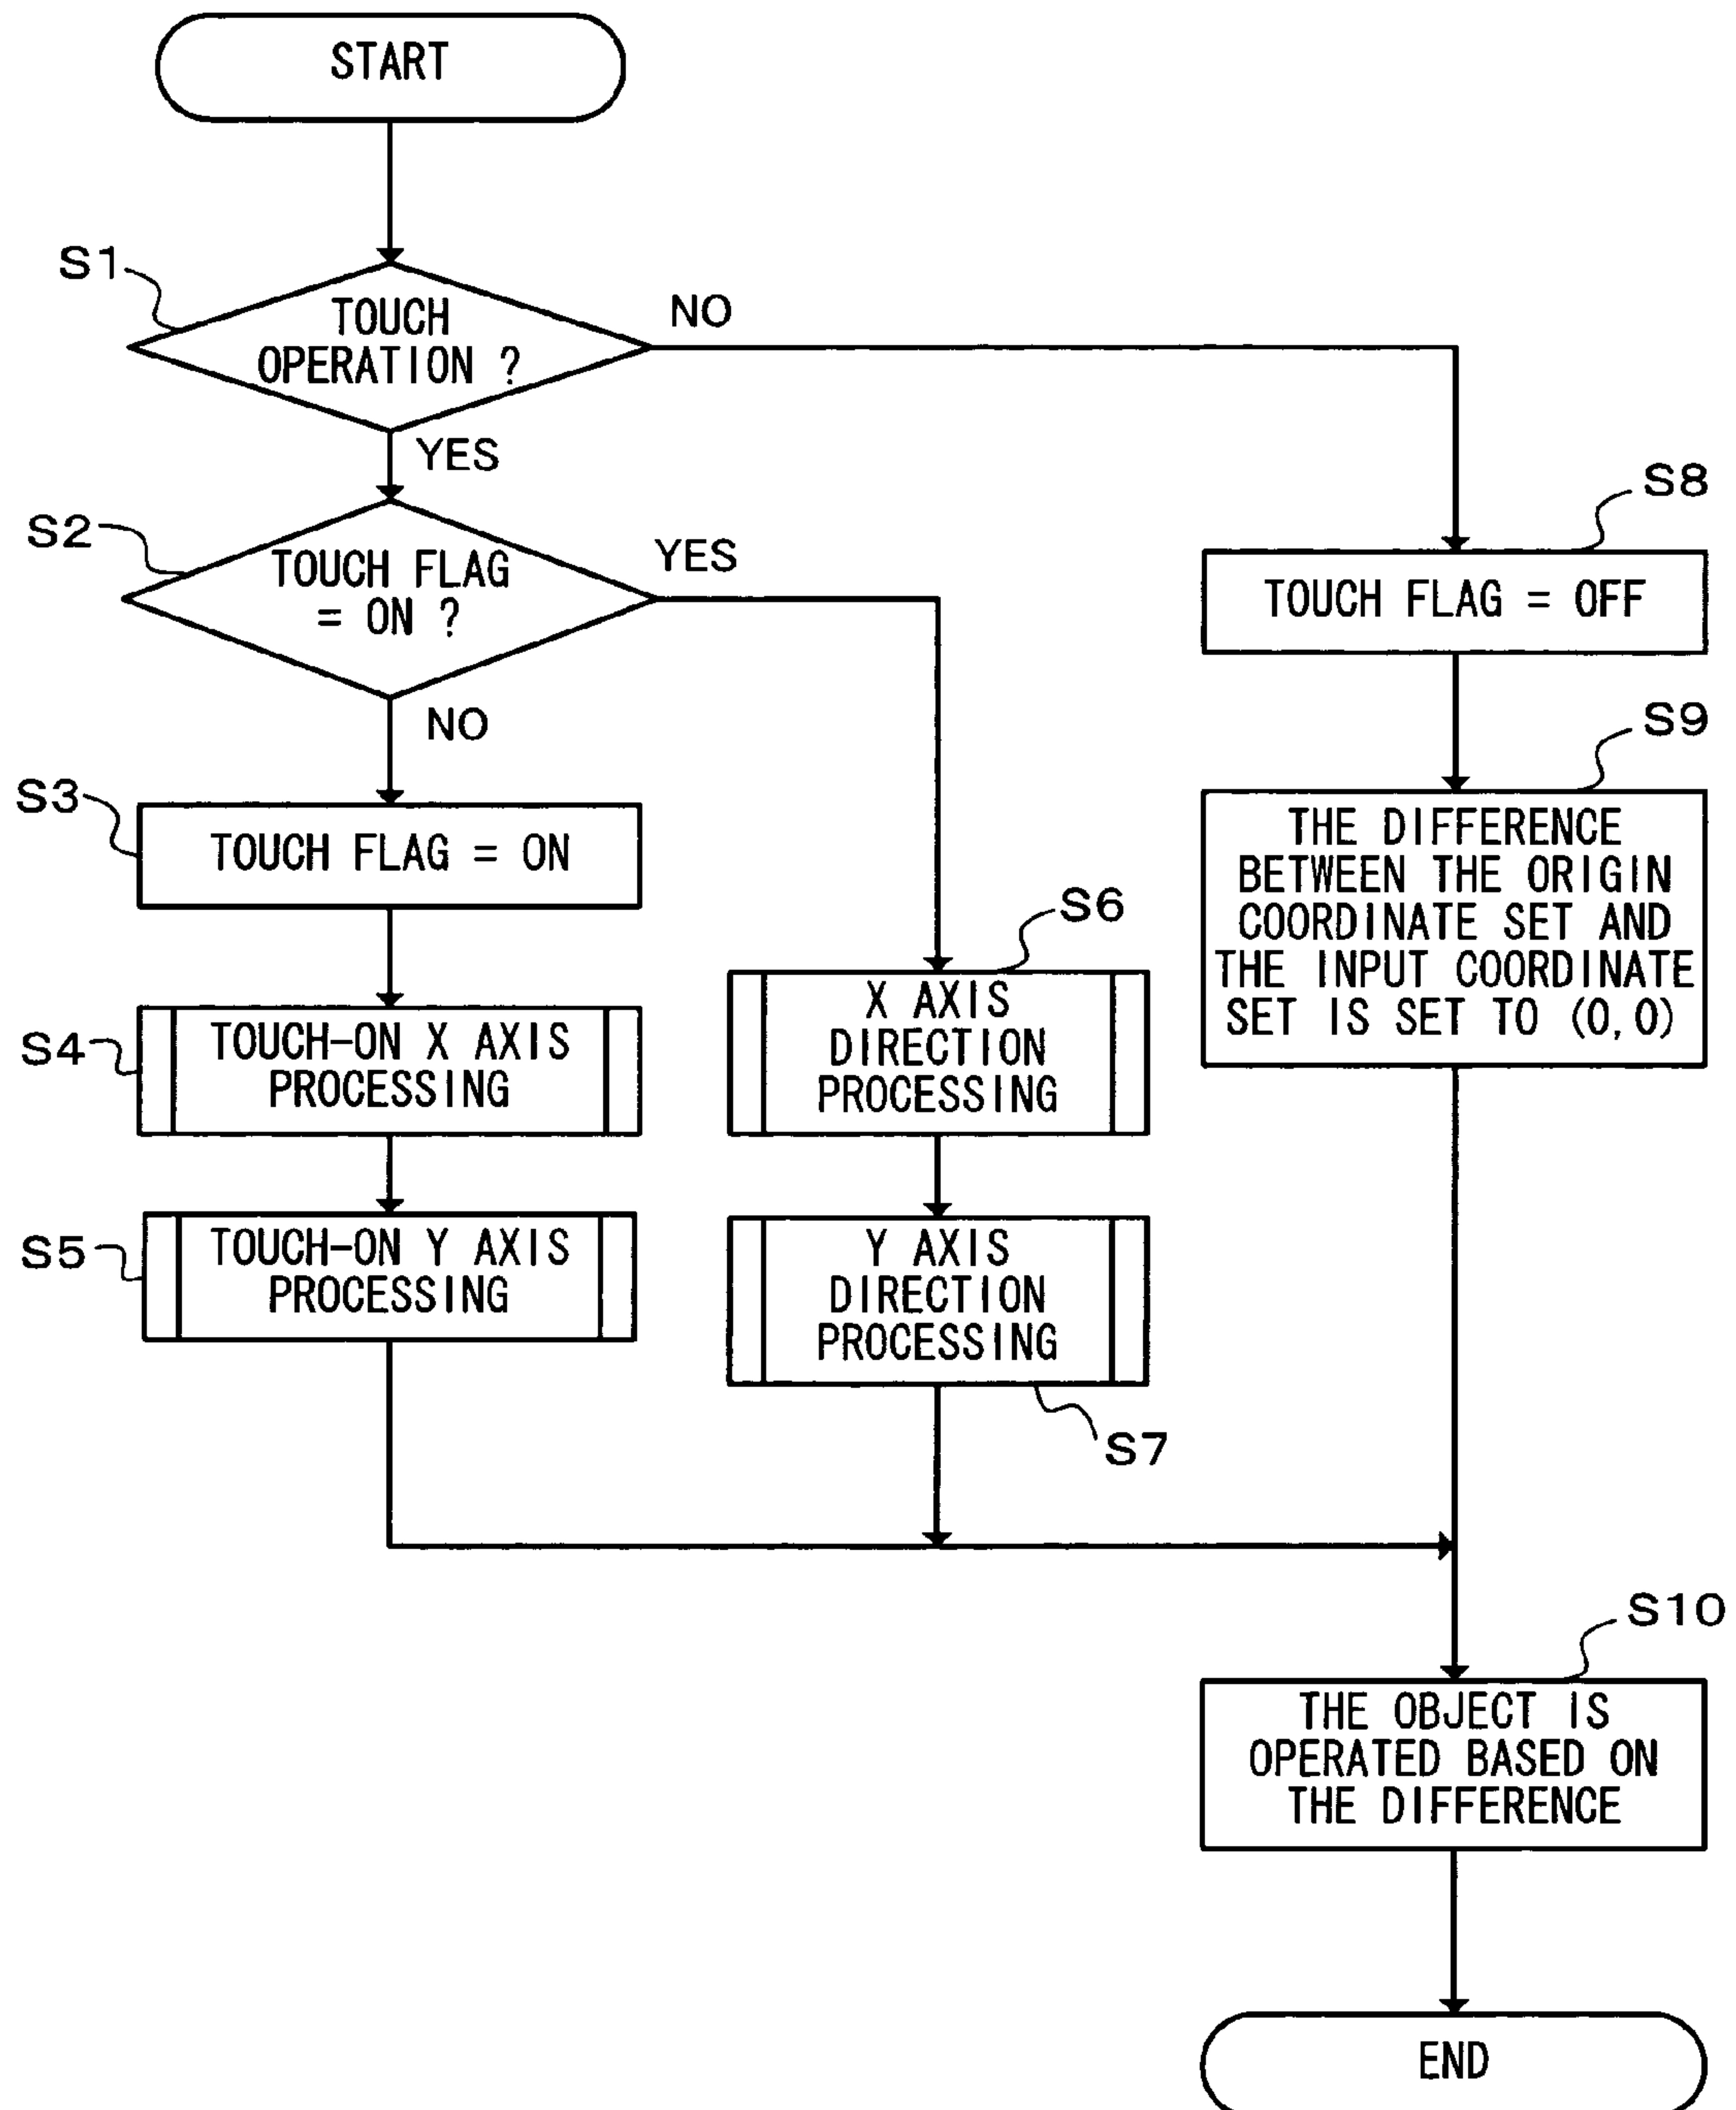 START
S1
TOUCH
OPERATION ?
NO
YES
S2
TOUCH FLAG
= ON ?
YES
NO
S3
TOUCH FLAG = ON
S4
TOUCH-ON X AXIS
PROCESSING
S5
TOUCH-ON Y AXIS
PROCESSING
S6
X AXIS
DIRECTION
PROCESSING
Y AXIS
DIRECTION
PROCESSING
S7
S8
TOUCH FLAG = OFF
S9
THE DIFFERENCE
BETWEEN THE ORIGIN
COORDINATE SET AND
THE INPUT COORDINATE
SET IS SET TO (0,0)
S10
THE OBJECT IS
OPERATED BASED ON
THE DIFFERENCE
END